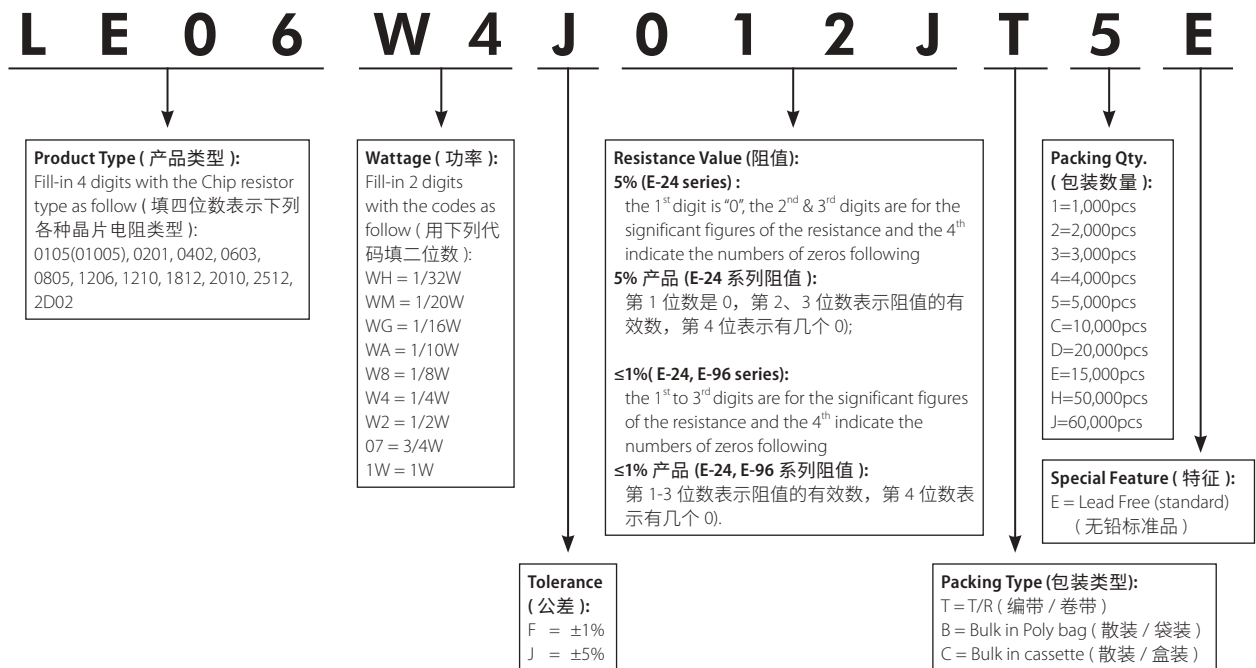 LE06 W4 J 012J T 5 E
Product Type ( 产品类型 ):
Fill-in 4 digits with the Chip resistor
type as follow ( 填四位数表示下列
各种晶片电阻类型 ):
0105(01005), 0201, 0402, 0603,
0805, 1206, 1210, 1812, 2010, 2512,
2D02
Wattage ( 功率 ):
Fill-in 2 digits
with the codes as
follow ( 用下列代
码填二位数 ):
WH = 1/32W
WM = 1/20W
WG = 1/16W
WA = 1/10W
W8 = 1/8W
W4 = 1/4W
W2 = 1/2W
07 = 3/4W
1W = 1W
Tolerance
( 公差 ):
F = ±1%
J = ±5%
Resistance Value (阻值):
5% (E-24 series) :
the 1st digit is “0”, the 2nd & 3rd digits are for the
significant figures of the resistance and the 4th
indicate the numbers of zeros following
5% 产品 (E-24 系列阻值 ):
第 1 位数是 0，第 2、3 位数表示阻值的有
效数，第 4 位表示有几个 0);
≤1%( E-24, E-96 series):
the 1st to 3rd digits are for the significant figures
of the resistance and the 4th indicate the
numbers of zeros following
≤1% 产品 (E-24, E-96 系列阻值 ):
第 1-3 位数表示阻值的有效数，第 4 位数表
示有几个 0).
Packing Type (包装类型):
T = T/R ( 编带 / 卷带 )
B = Bulk in Poly bag ( 散装 / 袋装 )
C = Bulk in cassette ( 散装 / 盒装 )
Packing Qty.
( 包装数量 ):
1=1,000pcs
2=2,000pcs
3=3,000pcs
4=4,000pcs
5=5,000pcs
C=10,000pcs
D=20,000pcs
E=15,000pcs
H=50,000pcs
J=60,000pcs
Special Feature ( 特征 ):
E = Lead Free (standard)
( 无铅标准品 )